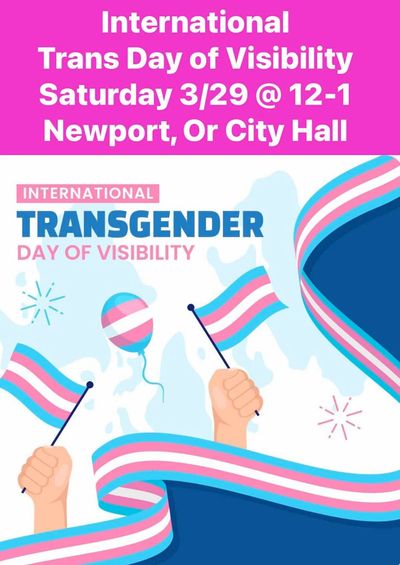 International
Trans Day of Visibility
Saturday 3/29 @ 12-1
Newport, Or City Hall
INTERNATIONAL
TRANSGENDER
DAY OF VISIBILITY